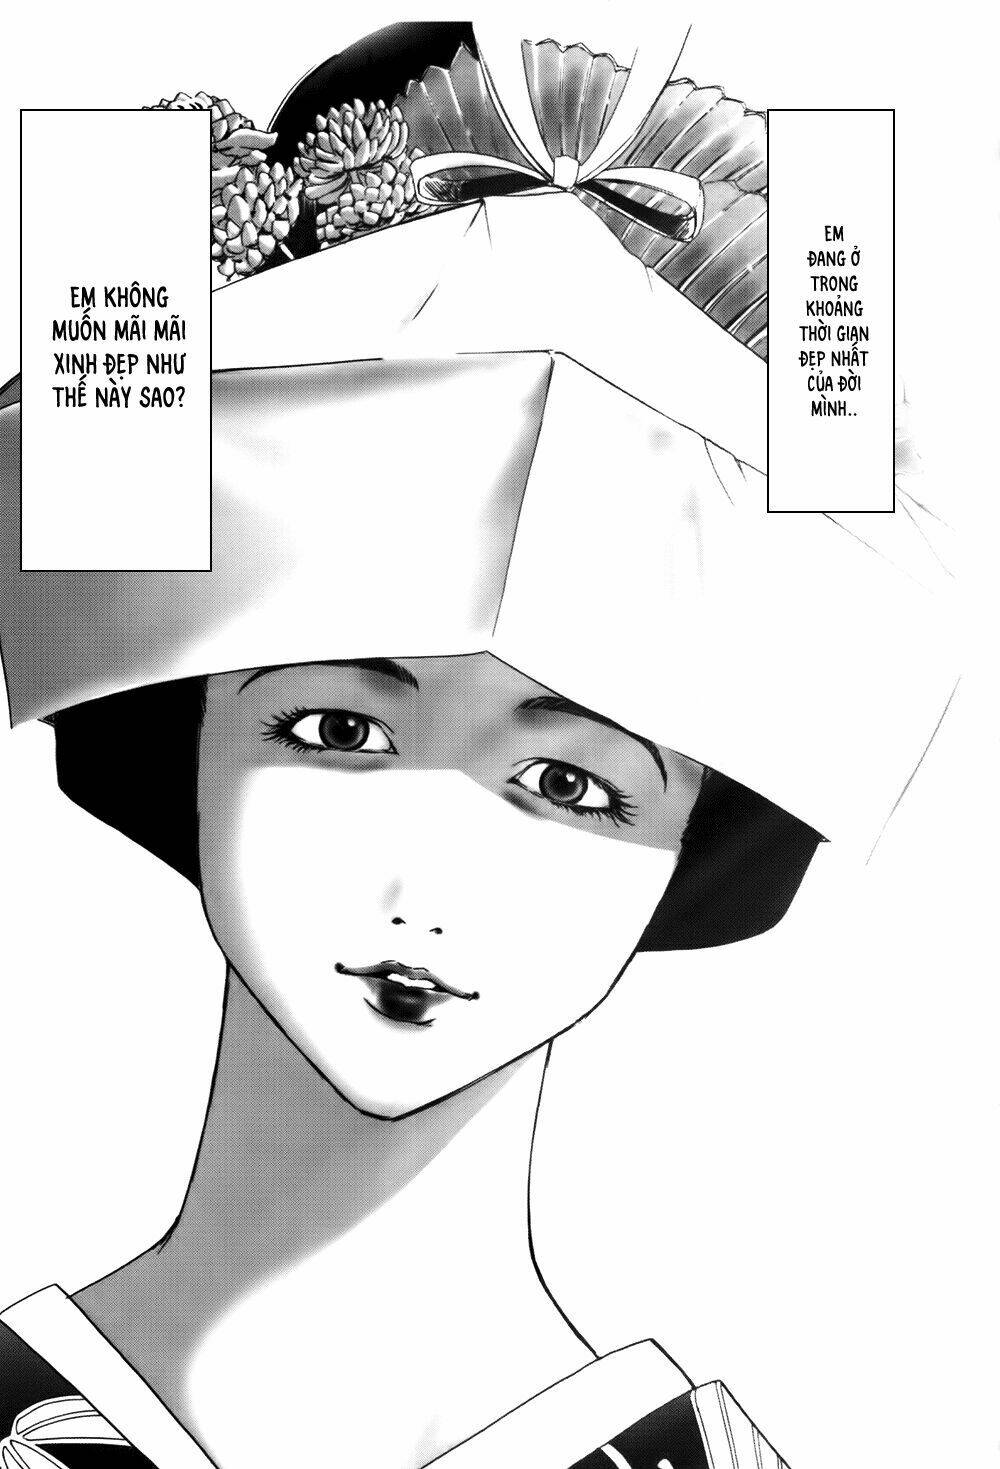 EM
ĐANG Ở
TRONG
KHOẢNG
THỜI GIAN
ĐẸP NHẤT
CỦA ĐỜI
MÌNH..
EM KHÔNG
MUỐN MÃI MÃI
XINH ĐẸP NHƯ
THẾ NÀY SAO?